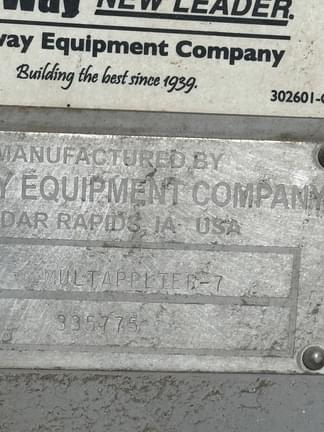 Way NEW LEADER.
way Equipment Company
Building the best since 1939.
302601-
MANUFACTURED BY
Y EQUIPMENT COMPANY
DAR RAPIDS, IA USA
MULTAPPLIER-7
335775